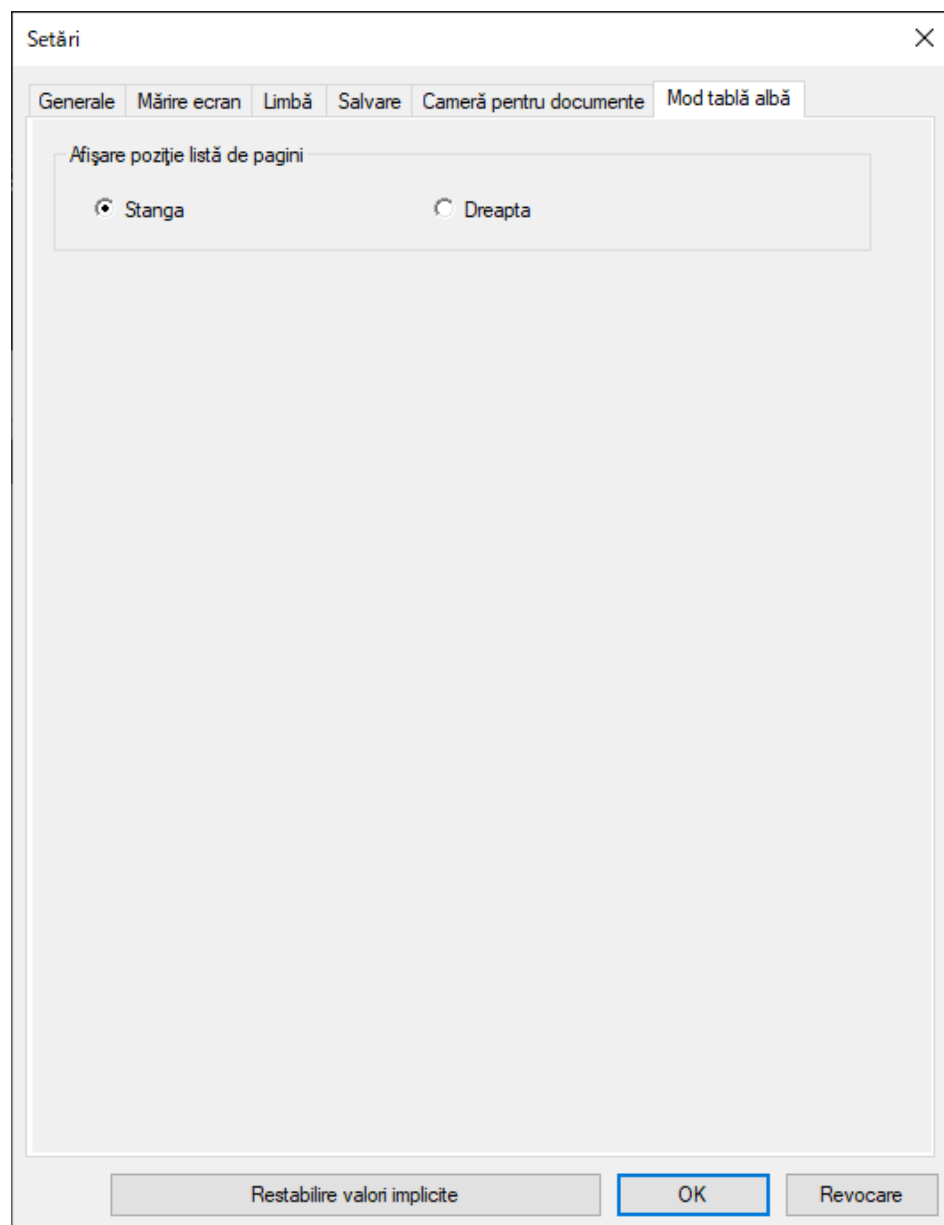 Setări
Generale Mărire ecran Limbă Salvare Cameră pentru documente Mod tablă albă
Afişare poziţie listă de pagini
Stanga Dreapta
Restabilire valori implicite OK Revocare